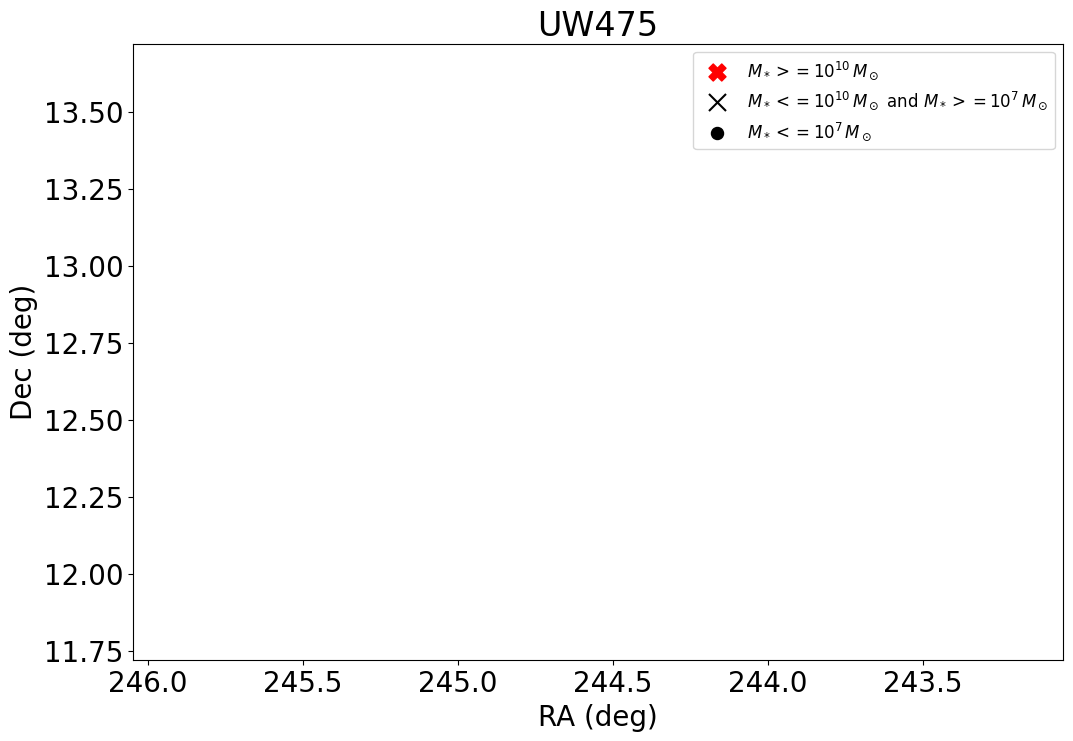 UW475
M* >= 10^10 M⊙
M* <= 10^10 M⊙ and M* >= 10^7 M⊙
M* <= 10^7 M⊙
13.50
13.25
13.00
12.75
12.50
12.25
12.00
11.75
Dec (deg)
246.0 245.5 245.0 244.5 244.0 243.5
RA (deg)